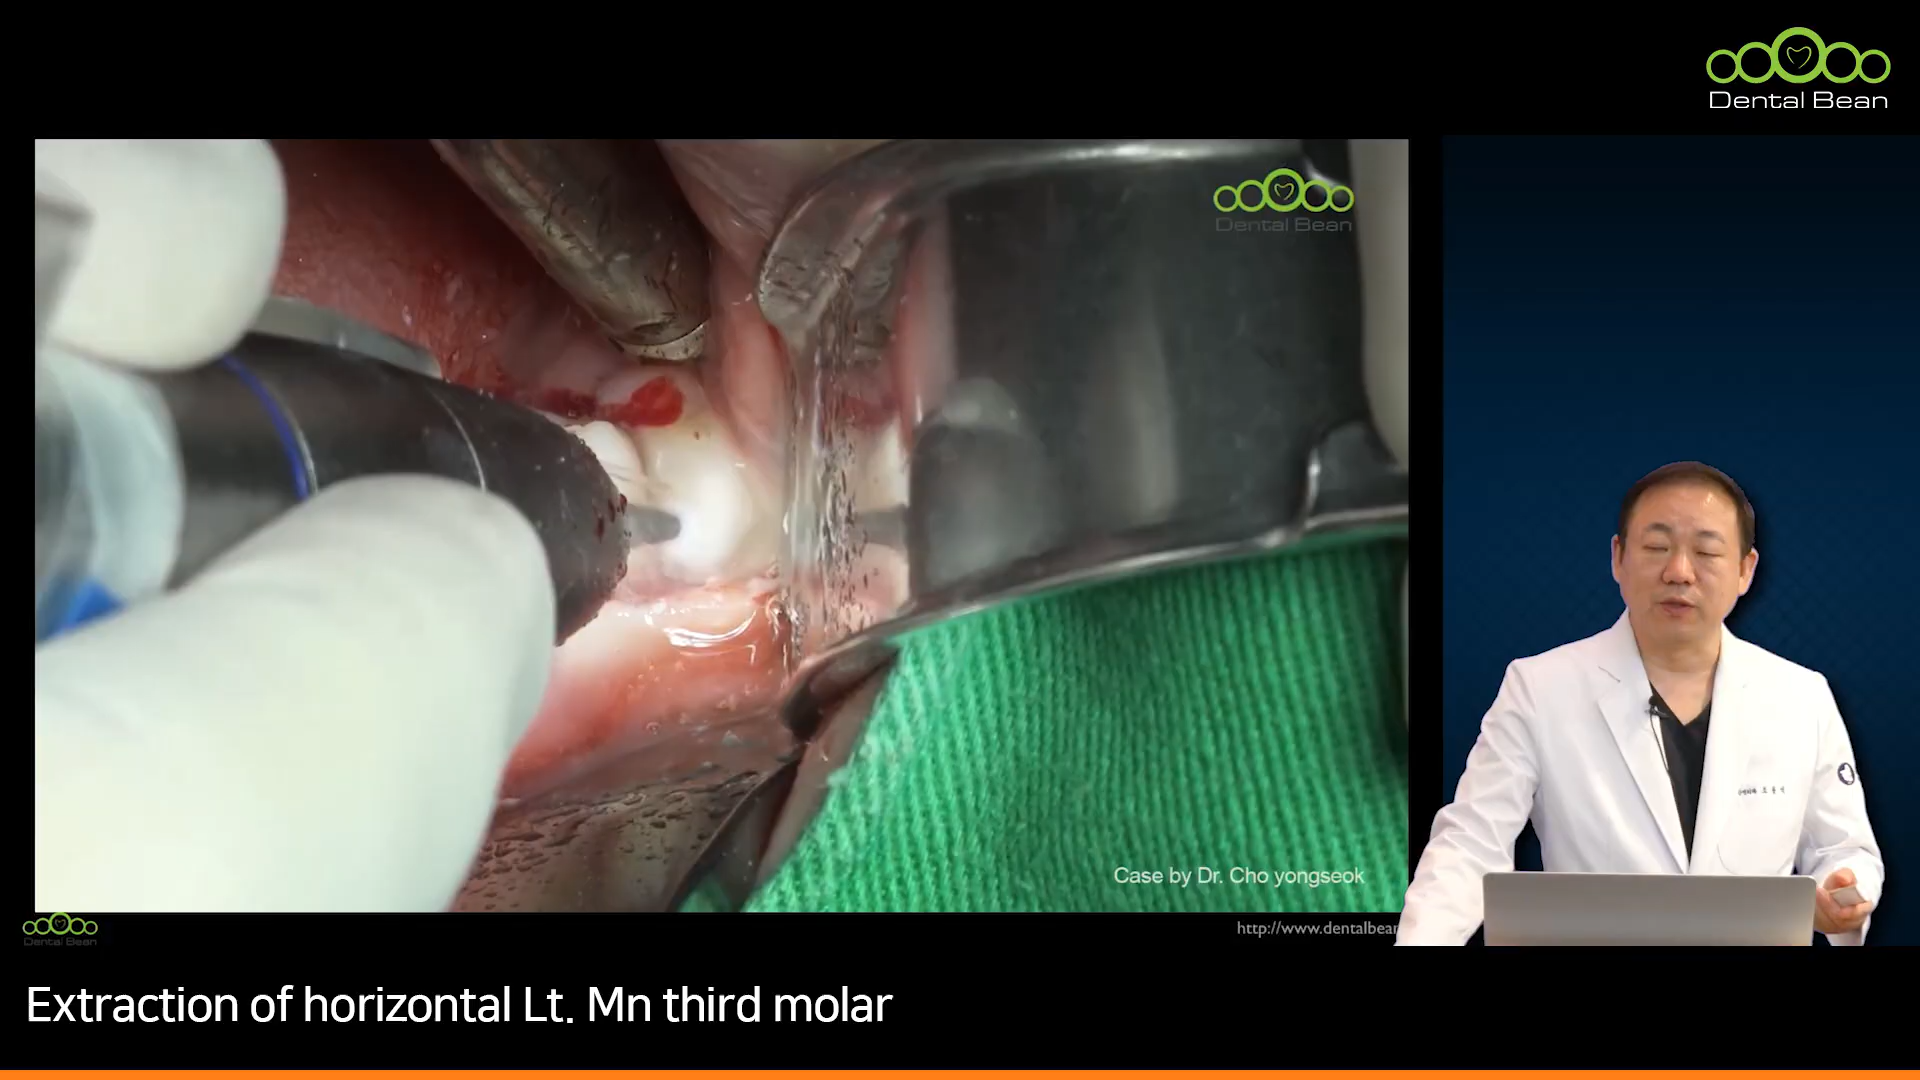 Dental Bean
Dental Bean
Case by Dr. Cho yongseok
Dental Bean
http://www.dentalbean
Extraction of horizontal Lt. Mn third molar